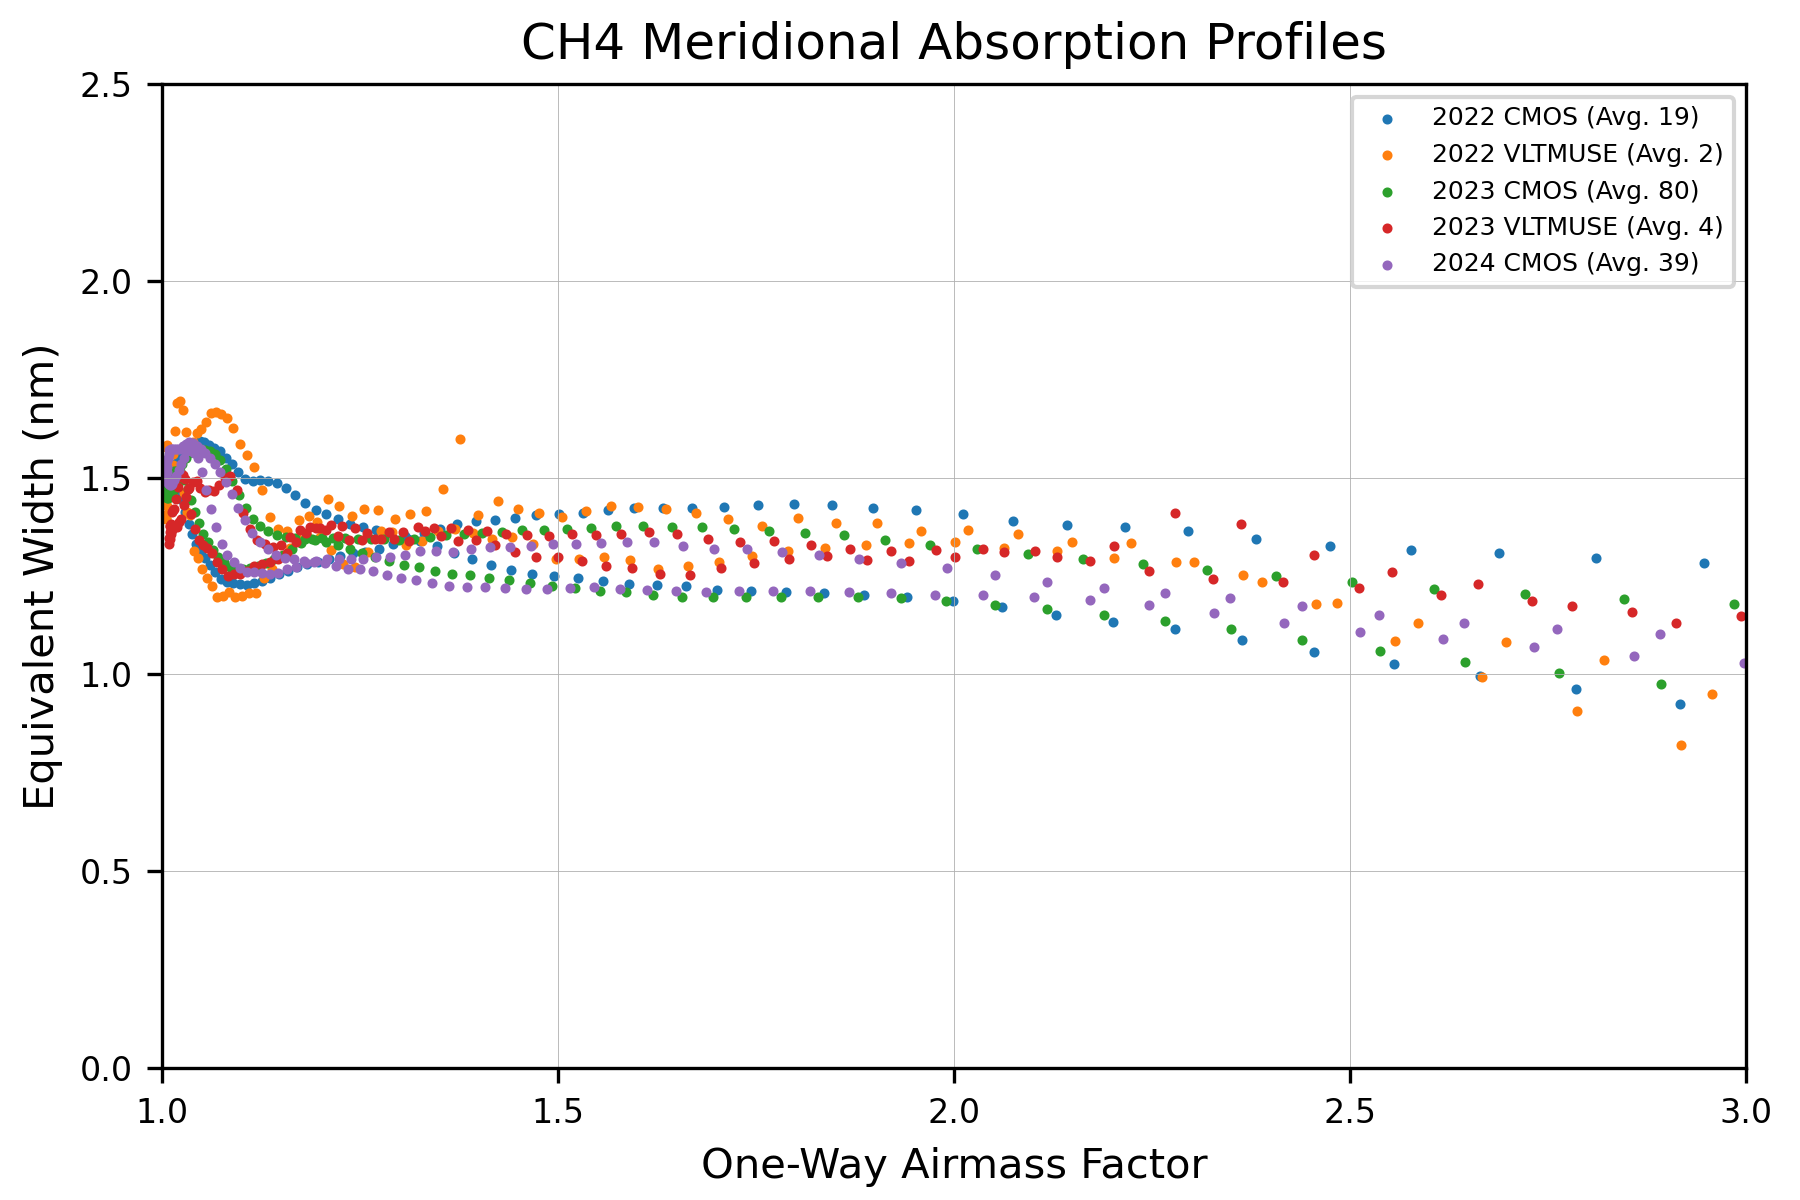 CH4 Meridional Absorption Profiles
2.5
2.0
1.5
1.0
0.5
0.0
Equivalent Width (nm)
2022 CMOS (Avg. 19)
2022 VLTMUSE (Avg. 2)
2023 CMOS (Avg. 80)
2023 VLTMUSE (Avg. 4)
2024 CMOS (Avg. 39)
1.0 1.5 2.0 2.5 3.0
One-Way Airmass Factor